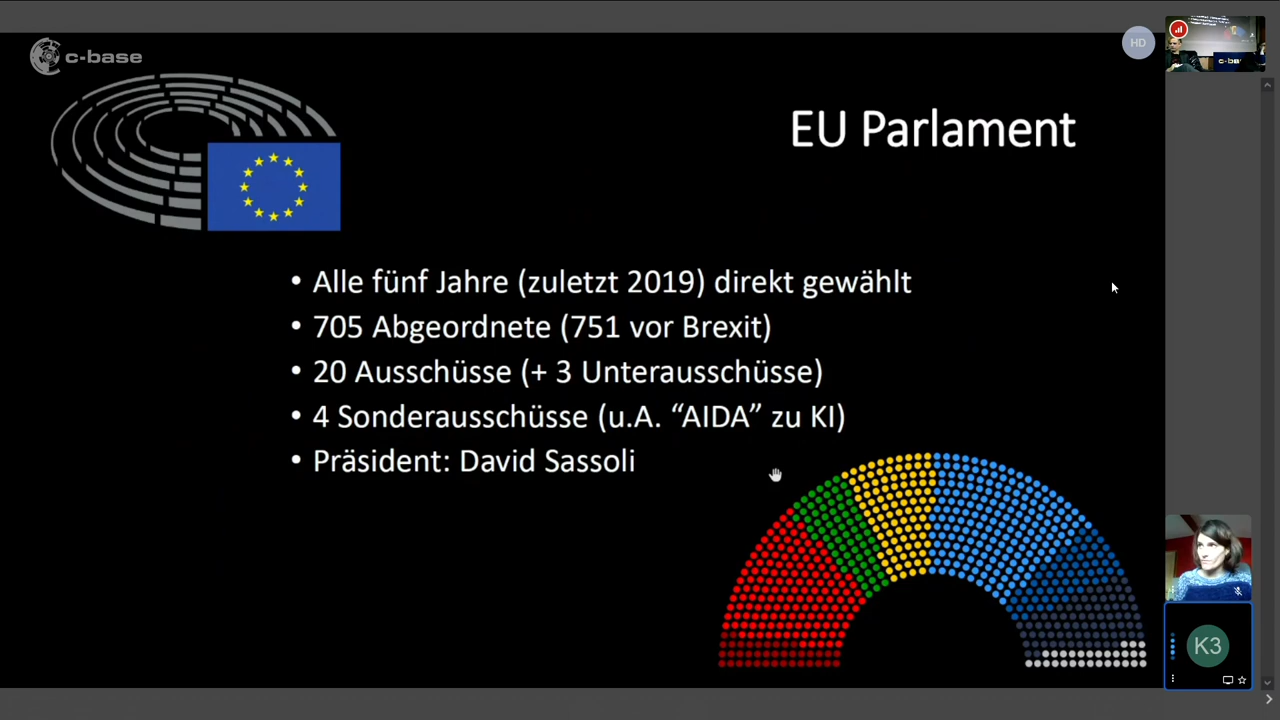 c-base
HD
c-bas
EU Parlament
• Alle fünf Jahre (zuletzt 2019) direkt gewählt
• 705 Abgeordnete (751 vor Brexit)
• 20 Ausschüsse (+ 3 Unterausschüsse)
• 4 Sonderausschüsse (u.A. “AIDA” zu KI)
• Präsident: David Sassoli
K3